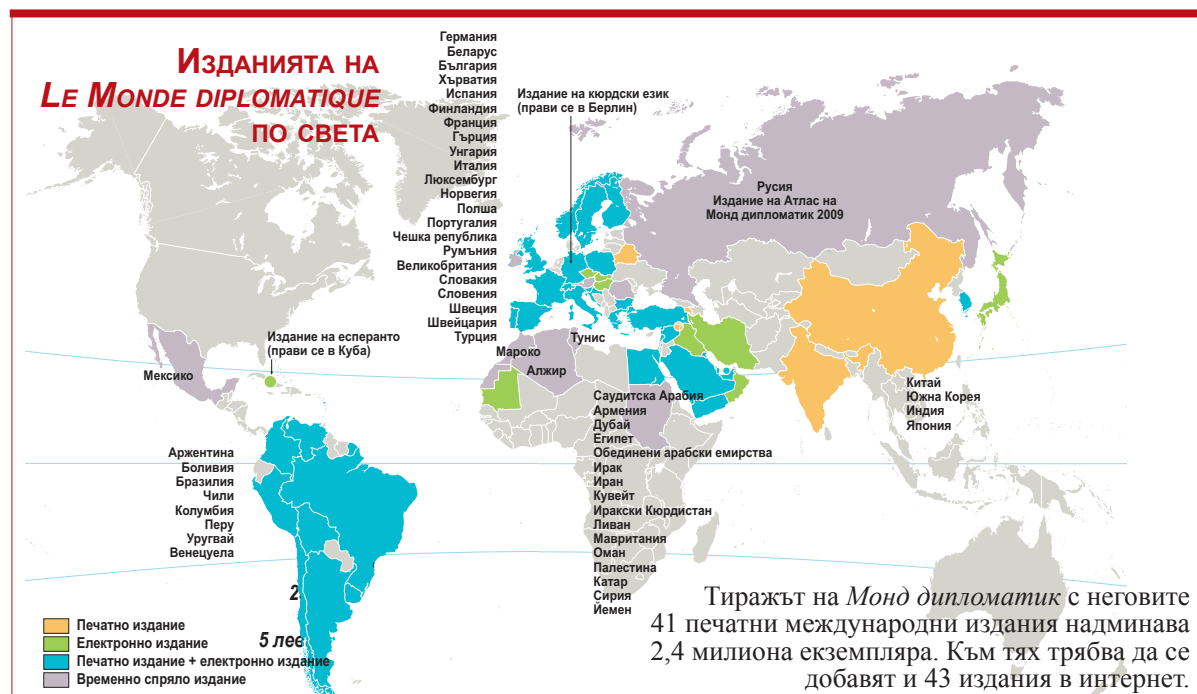 Изданията на
Le Monde diplomatique
по света
Германия
Беларус
България
Хърватия
Испания
Финландия
Франция
Гърция
Унгария
Италия
Люксембург
Норвегия
Полша
Португалия
Чешка република
Румъния
Великобритания
Словакия
Словения
Швеция
Швейцария
Турция
Издание на кюрдски език
(прави се в Берлин)
Русия
Издание на Атлас на
Монд дипломатик 2009
Издание на есперанто
(прави се в Куба)
Мексико
Тунис
Мароко
Алжир
Китай
Южна Корея
Индия
Япония
Саудитска Арабия
Армения
Дубай
Египет
Обединени арабски емирства
Ирак
Иран
Кувейт
Иракски Кюрдистан
Ливан
Мавритания
Оман
Палестина
Катар
Сирия
Йемен
Аржентина
Боливия
Бразилия
Чили
Колумбия
Перу
Уругвай
Венецуела
2
5 лее
Печатно издание
Електронно издание
Печатно издание + електронно издание
Временно спряло издание
Тиражът на Монд дипломатик с неговите
41 печатни международни издания надминава
2,4 милиона екземпляра. Към тях трябва да се
добавят и 43 издания в интернет.